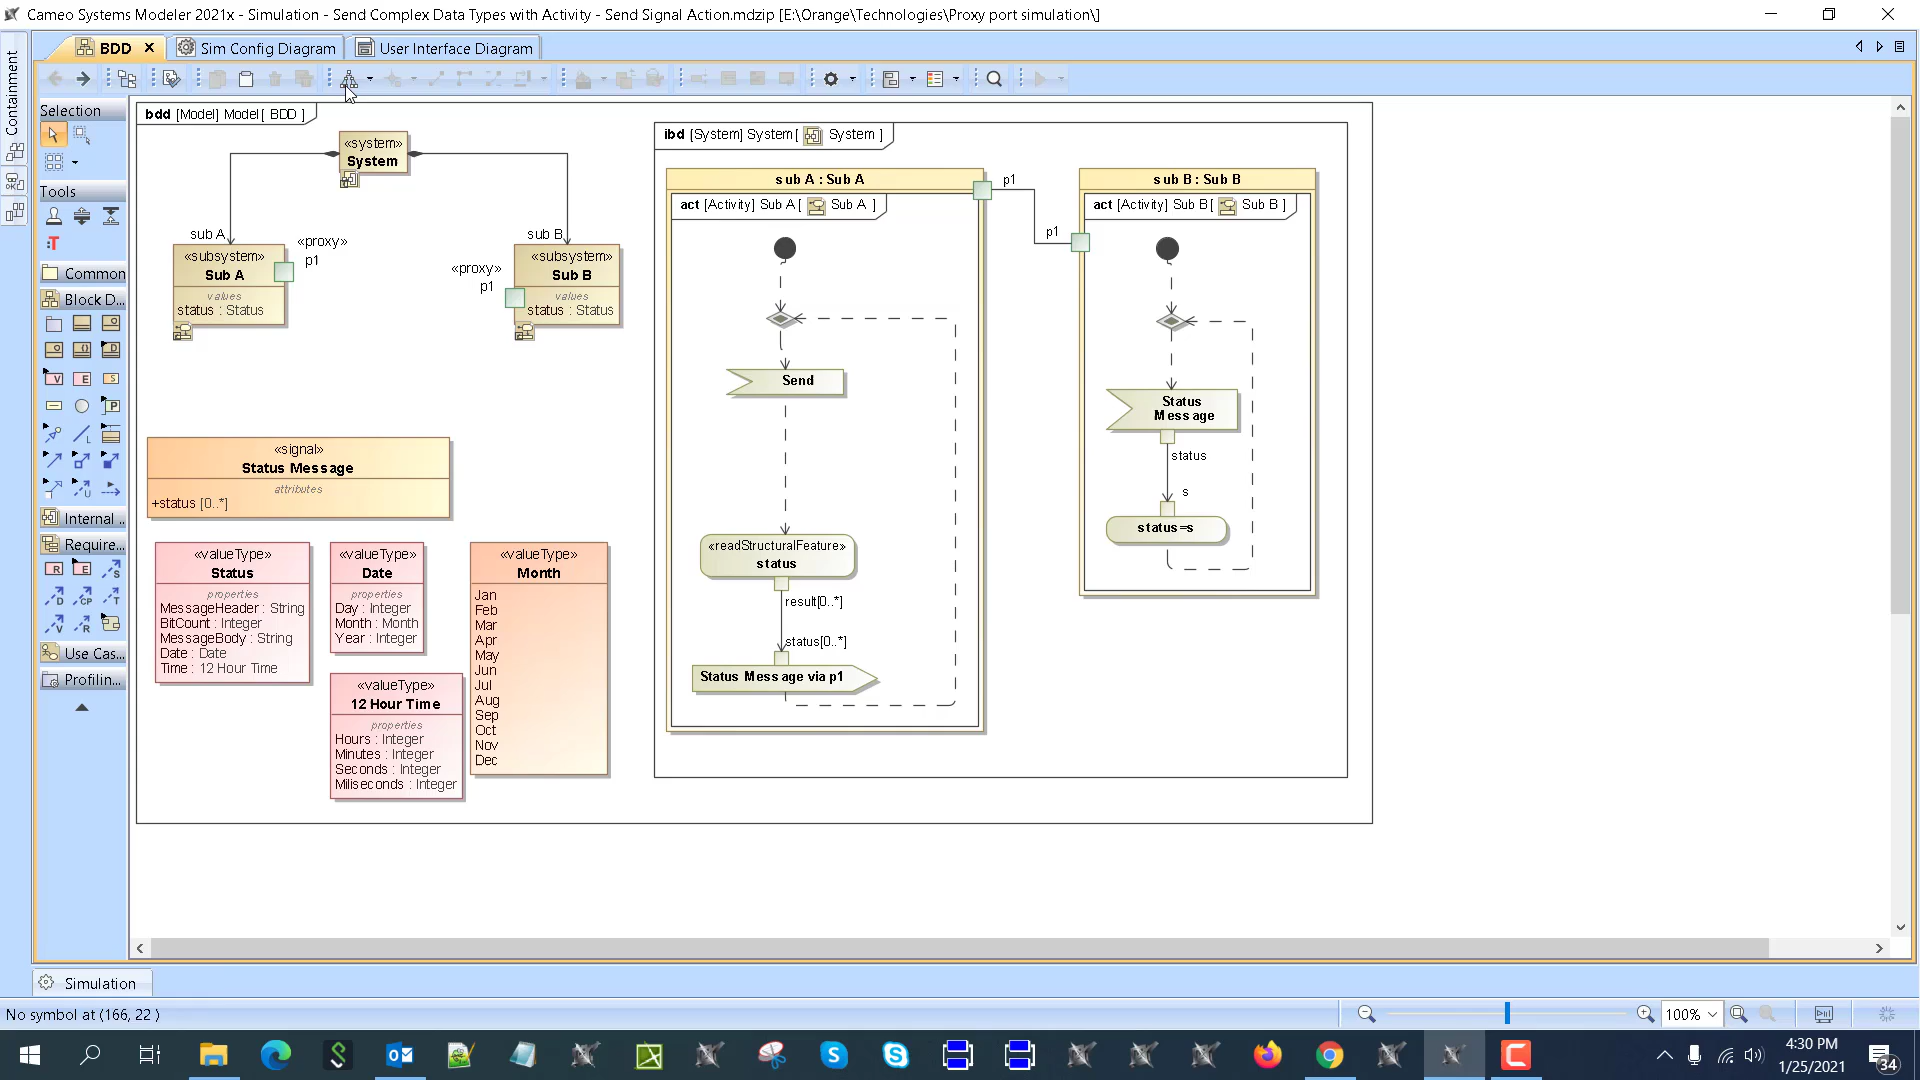 Cameo Systems Modeler 2021x - Simulation - Send Complex Data Types with Activity - Send Signal Action.mdzip [E:\Orange\Technologies\Proxy port simulation\]
Containment
BDD
Sim Config Diagram
User Interface Diagram
Selection
Tools
Common
Block D...
Internal ..
Require...
Use Cas...
Profilin...
bdd [Model] Model[ BDD ]
«system»
System
sub A
«proxy»
p1
«subsystem»
Sub A
values
status : Status
sub B
«proxy»
p1
«subsystem»
Sub B
values
status : Status
«signal»
Status Message
attributes
+status [0..*]
«valueType»
Status
properties
MessageHeader : String
BitCount : Integer
MessageBody : String
Date : Date
Time : 12 Hour Time
«valueType»
Date
properties
Day : Integer
Month : Month
Year : Integer
«valueType»
12 Hour Time
properties
Hours : Integer
Minutes : Integer
Seconds : Integer
Miliseconds : Integer
«valueType»
Month
Jan
Feb
Mar
Apr
May
Jun
Jul
Aug
Sep
Oct
Nov
Dec
ibd [System] System[ System ]
sub A : Sub A
act [Activity] Sub A [ Sub A ]
Send
«readStructuralFeature»
status
result[0..*]
status[0..*]
Status Message via p1
p1
p1
sub B : Sub B
act [Activity] Sub B[ Sub B ]
Status
Message
status
s
status=s
Simulation
No symbol at (166, 22 )
100%
4:30 PM
1/25/2021
34